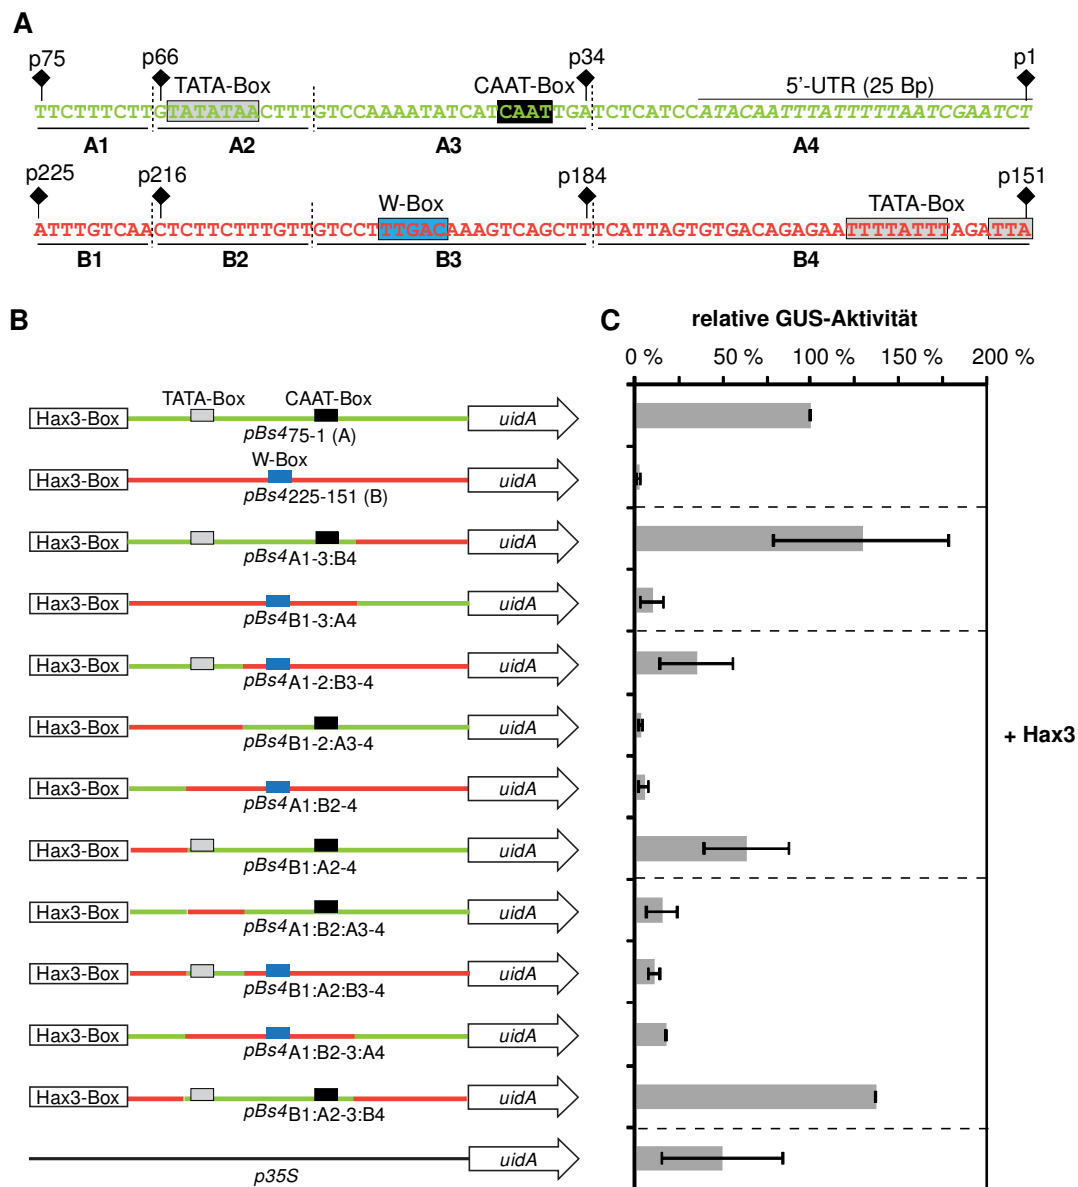 A
p75 p66 p34 p1
TATA-Box CAAT-Box 5'-UTR (25 Bp)
TTCTTTCTTGTATATAACTTTGTCCAAAATATCATCAATTGATCTCATCCATACAATTTATTTTTAATCGAATCT
A1 A2 A3 A4
p225 p216 p184 p151
W-Box TATA-Box
ATTTGTCAACTCTTCTTTGTTGTCCTTTGACAAAGTCAGCTTTCATTAGTGTGACAGAGAATTTTATTTAGATTA
B1 B2 B3 B4
B
C relative GUS-Aktivität
0 % 50 % 100 % 150 % 200 %
TATA-Box CAAT-Box
Hax3-Box uidA
pBs475-1 (A)
W-Box
Hax3-Box uidA
pBs4225-151 (B)
Hax3-Box uidA
pBs4A1-3:B4
Hax3-Box uidA
pBs4B1-3:A4
Hax3-Box uidA
pBs4A1-2:B3-4
Hax3-Box uidA
pBs4B1-2:A3-4
+ Hax3
Hax3-Box uidA
pBs4A1:B2-4
Hax3-Box uidA
pBs4B1:A2-4
Hax3-Box uidA
pBs4A1:B2:A3-4
Hax3-Box uidA
pBs4B1:A2:B3-4
Hax3-Box uidA
pBs4A1:B2-3:A4
Hax3-Box uidA
pBs4B1:A2-3:B4
uidA
p35S